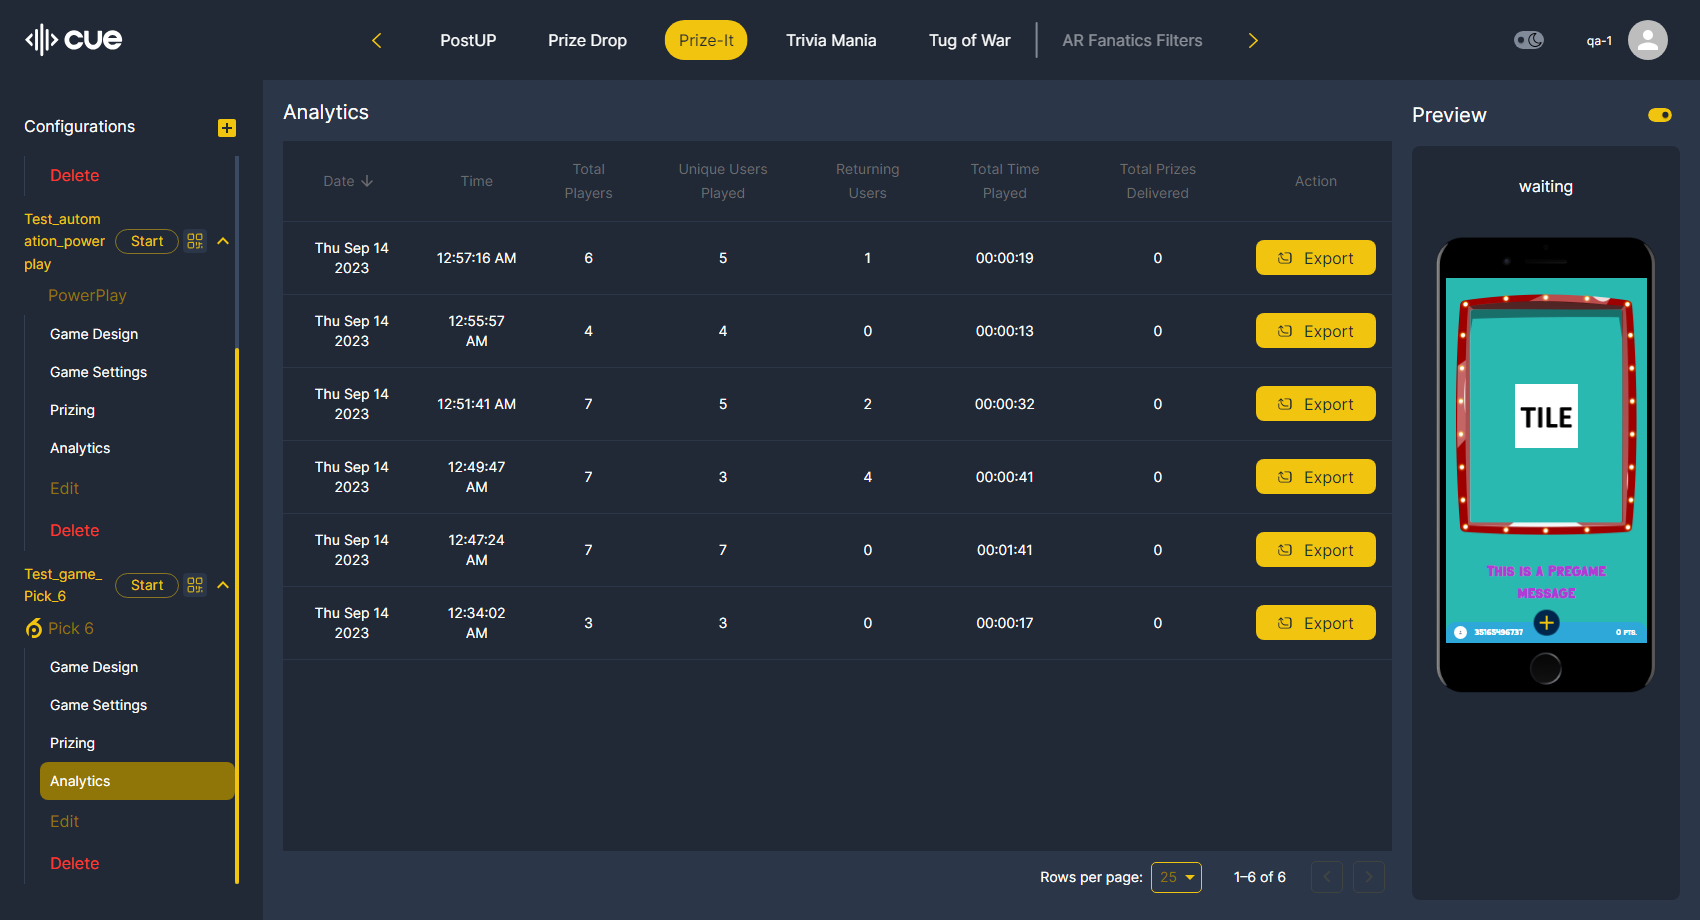 cue
PostUP
Prize Drop
Prize-It
Trivia Mania
Tug of War
AR Fanatics Filters
qa-1
Configurations
Delete
Test_autom
ation_power
play
Start
PowerPlay
Game Design
Game Settings
Prizing
Analytics
Edit
Delete
Test_game_
Pick_6
Start
Pick 6
Game Design
Game Settings
Prizing
Analytics
Edit
Delete
Analytics
Date
Time
Total
Players
Unique Users
Played
Returning
Users
Total Time
Played
Total Prizes
Delivered
Action
Thu Sep 14
2023
12:57:16 AM
6
5
1
00:00:19
0
Export
Thu Sep 14
2023
12:55:57
AM
4
4
0
00:00:13
0
Export
Thu Sep 14
2023
12:51:41 AM
7
5
2
00:00:32
0
Export
Thu Sep 14
2023
12:49:47
AM
7
3
4
00:00:41
0
Export
Thu Sep 14
2023
12:47:24
AM
7
7
0
00:01:41
0
Export
Thu Sep 14
2023
12:34:02
AM
3
3
0
00:00:17
0
Export
Rows per page:
25
1–6 of 6
Preview
waiting
TILE
THIS IS A PREGAME
MESSAGE
35165496737
0 PTS.